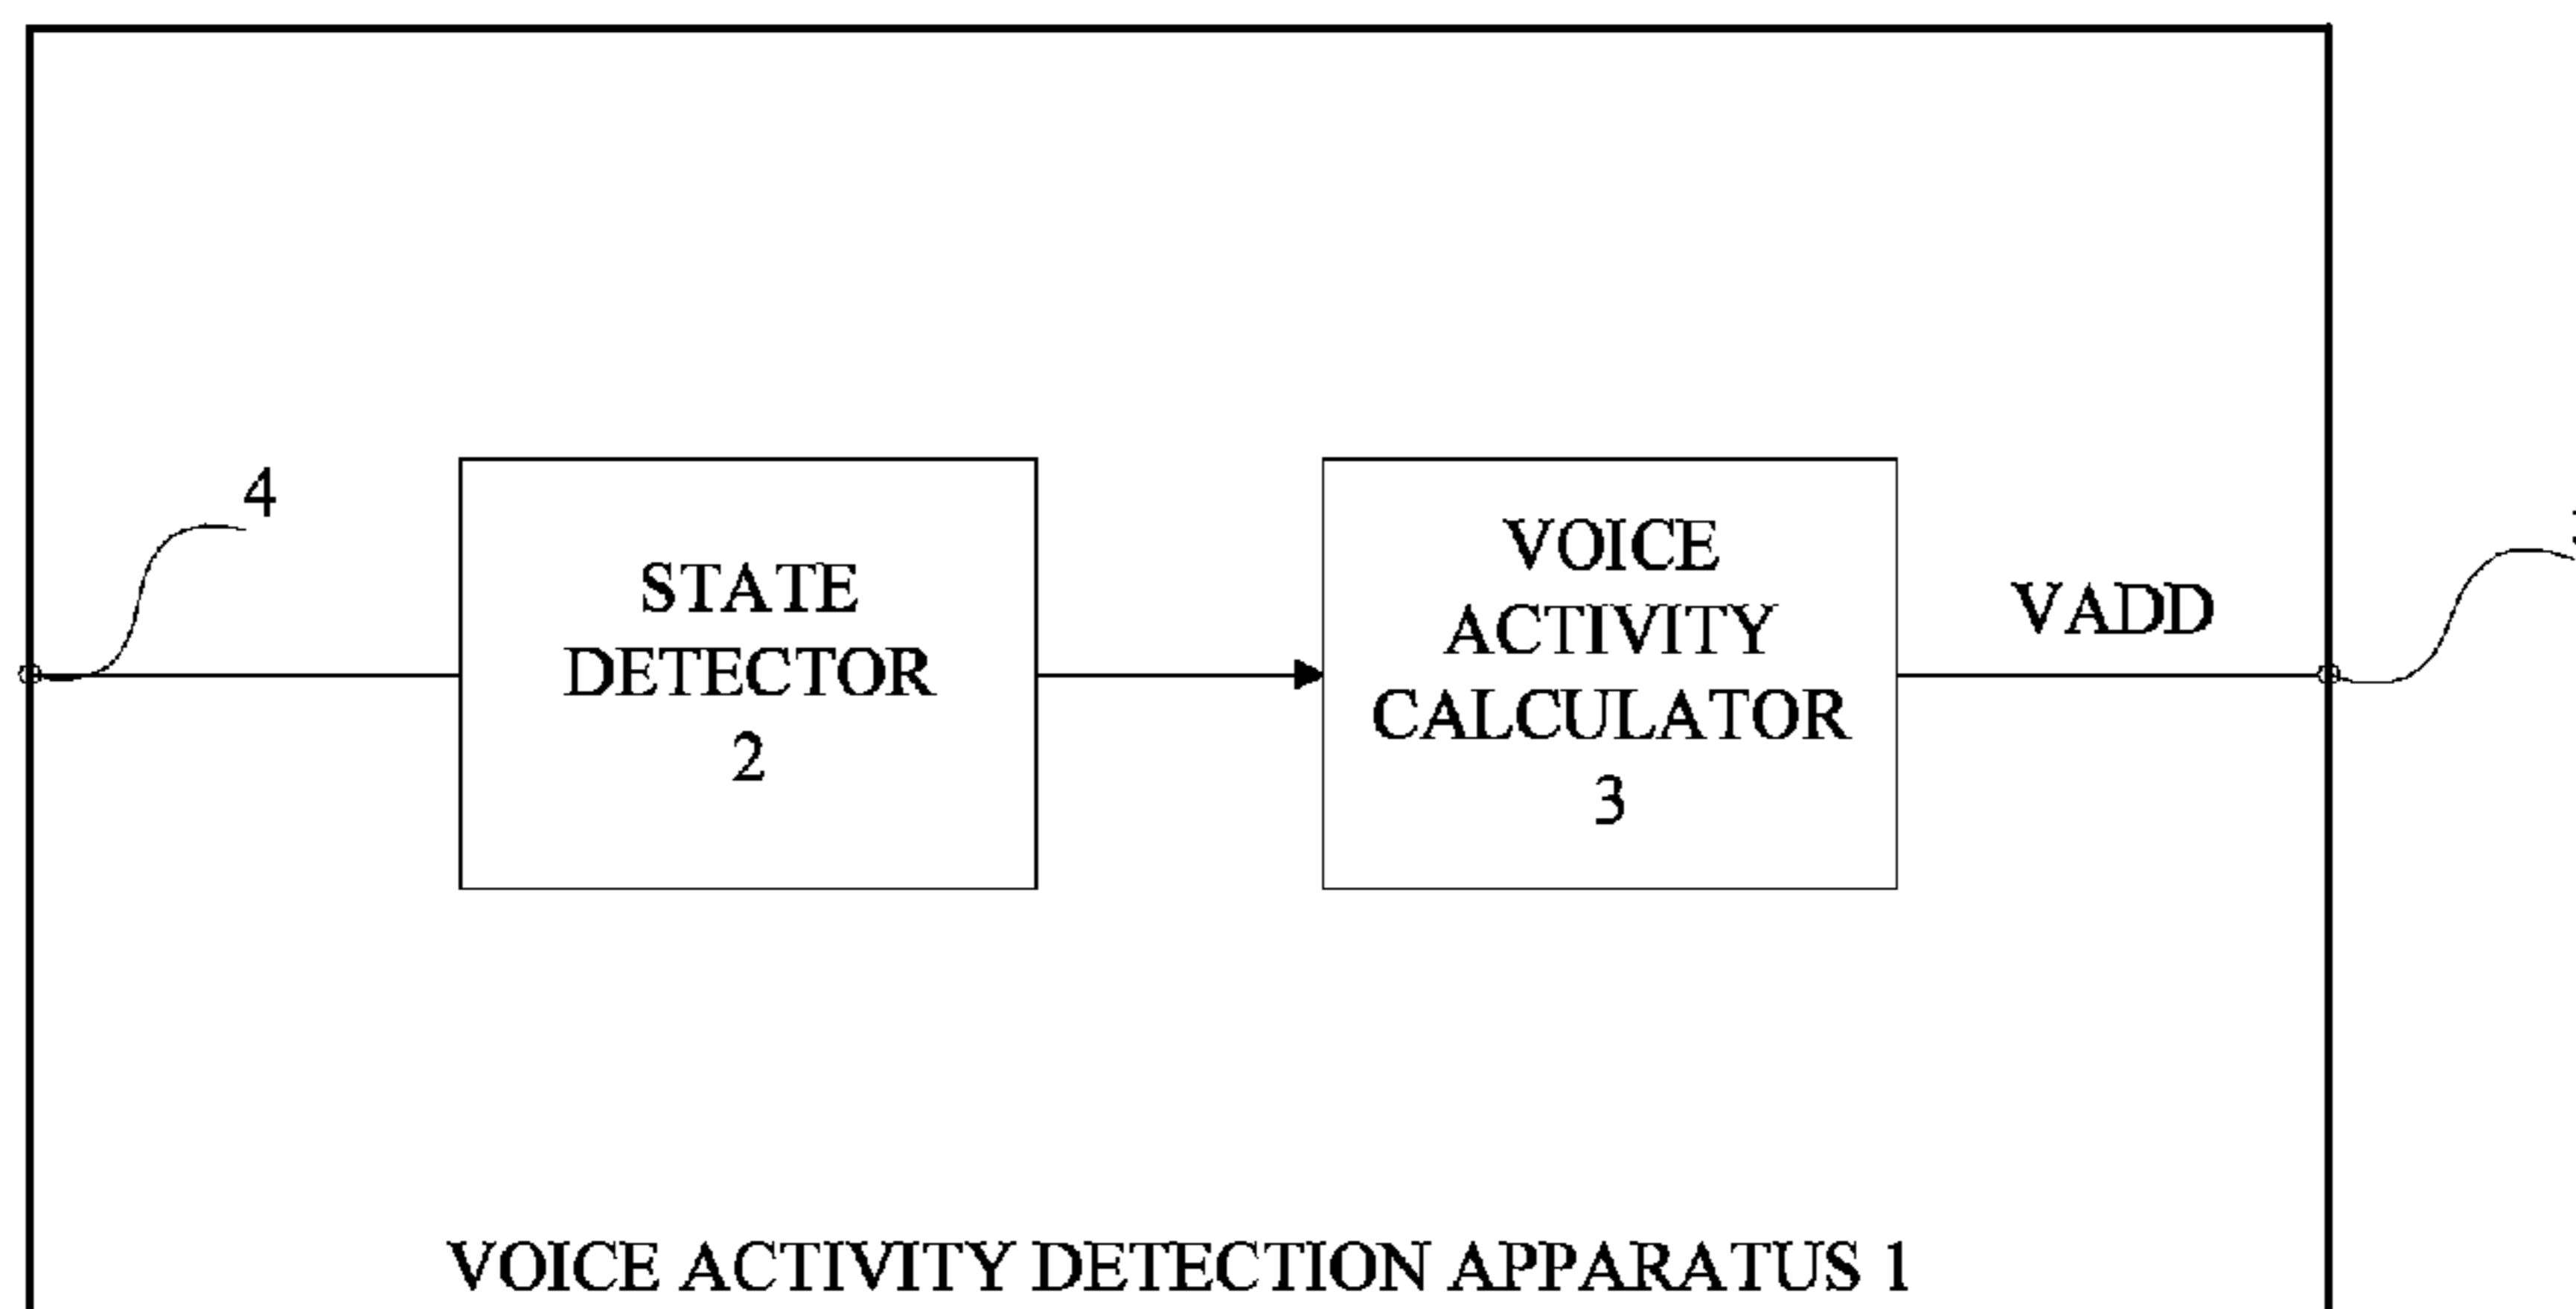 4
STATE
DETECTOR
2
VOICE
ACTIVITY
CALCULATOR
3
VADD
VOICE ACTIVITY DETECTION APPARATUS 1